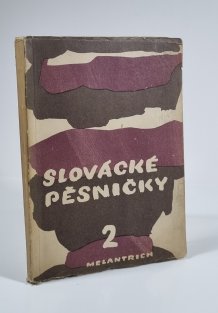 SLOVÁCKÉ
PĚSNIČKY
2
MELANTRICH